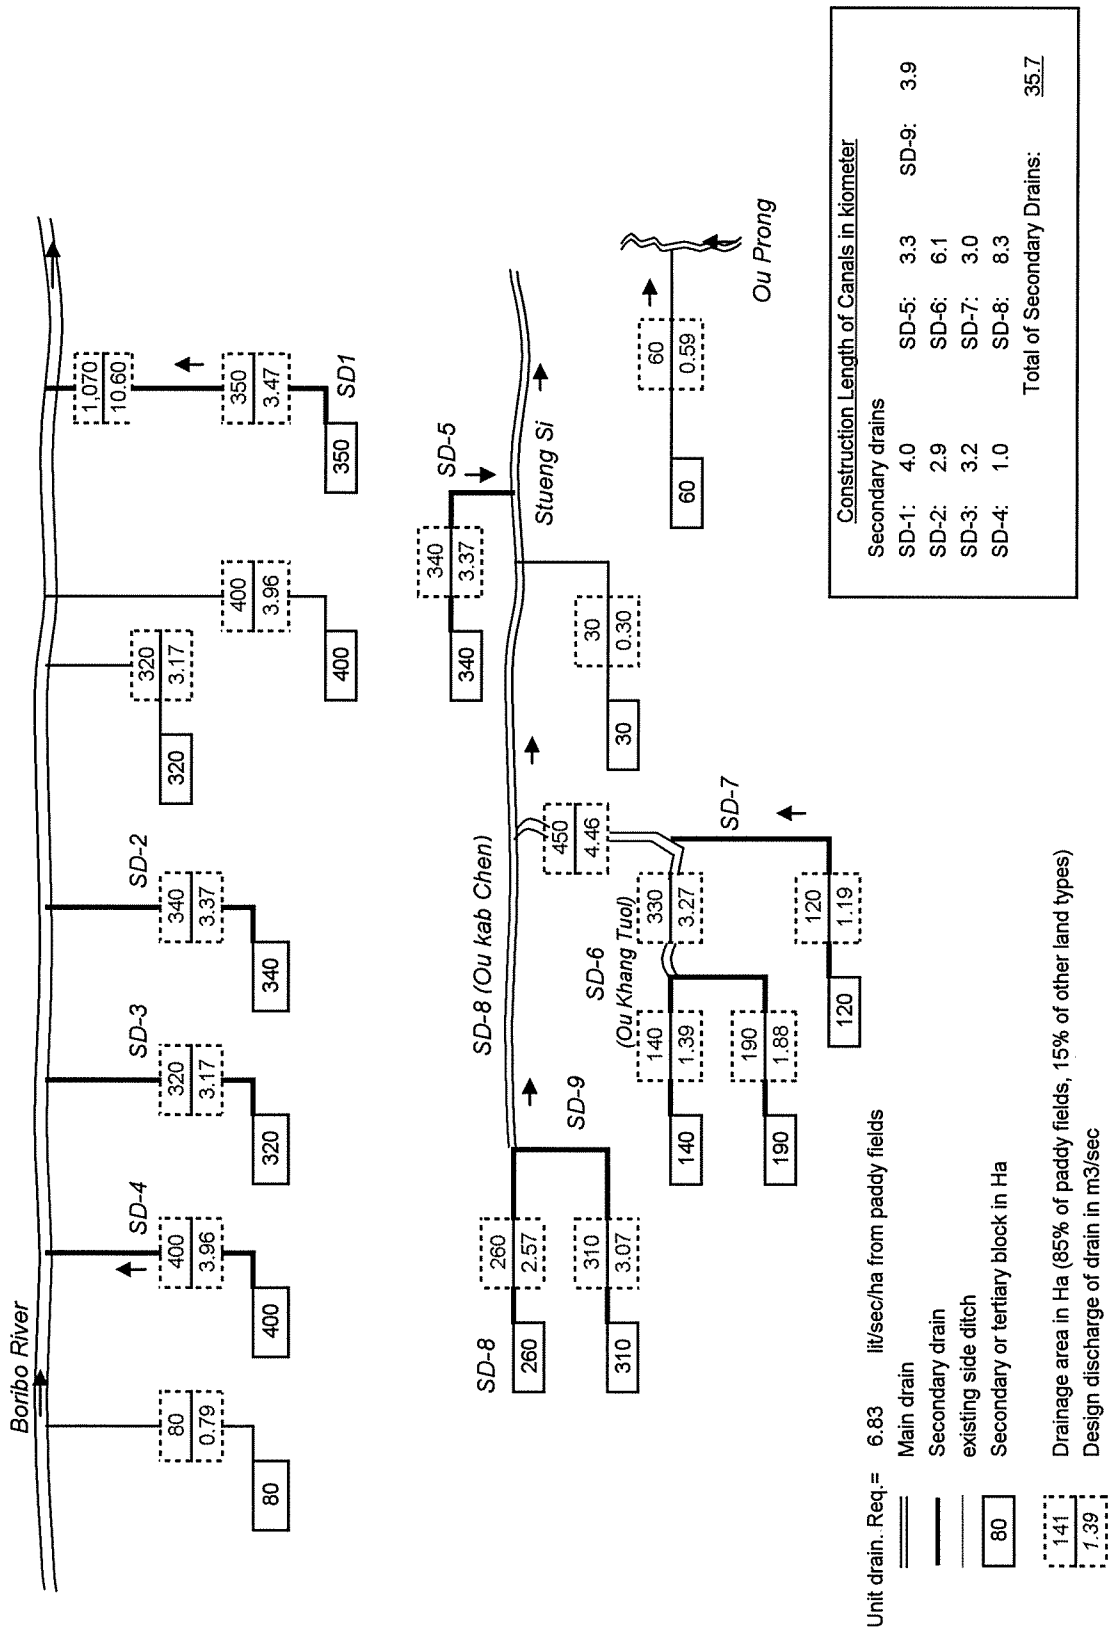 Boribo River
80
0.79
80
SD-4
400
3.96
400
SD-3
320
3.17
320
SD-2
340
3.37
340
320
3.17
320
400
3.96
400
1,070
10.60
350
3.47
350
SD1
SD-8
260
2.57
260
310
3.07
310
SD-9
SD-8 (Ou kab Chen)
SD-5
340
3.37
340
Stueng Si
30
0.30
30
450
4.46
SD-6
(Ou Khang Tuol)
330
3.27
140
1.39
140
190
1.88
190
SD-7
120
1.19
120
60
0.59
60
Ou Prong
Unit drain. Req.= 6.83 lit/sec/ha from paddy fields
Main drain
Secondary drain
existing side ditch
80 Secondary or tertiary block in Ha
141 Drainage area in Ha (85% of paddy fields, 15% of other land types)
1.39 Design discharge of drain in m3/sec
Construction Length of Canals in kiometer
Secondary drains
SD-1: 4.0 SD-5: 3.3 SD-9: 3.9
SD-2: 2.9 SD-6: 6.1
SD-3: 3.2 SD-7: 3.0
SD-4: 1.0 SD-8: 8.3
Total of Secondary Drains: 35.7